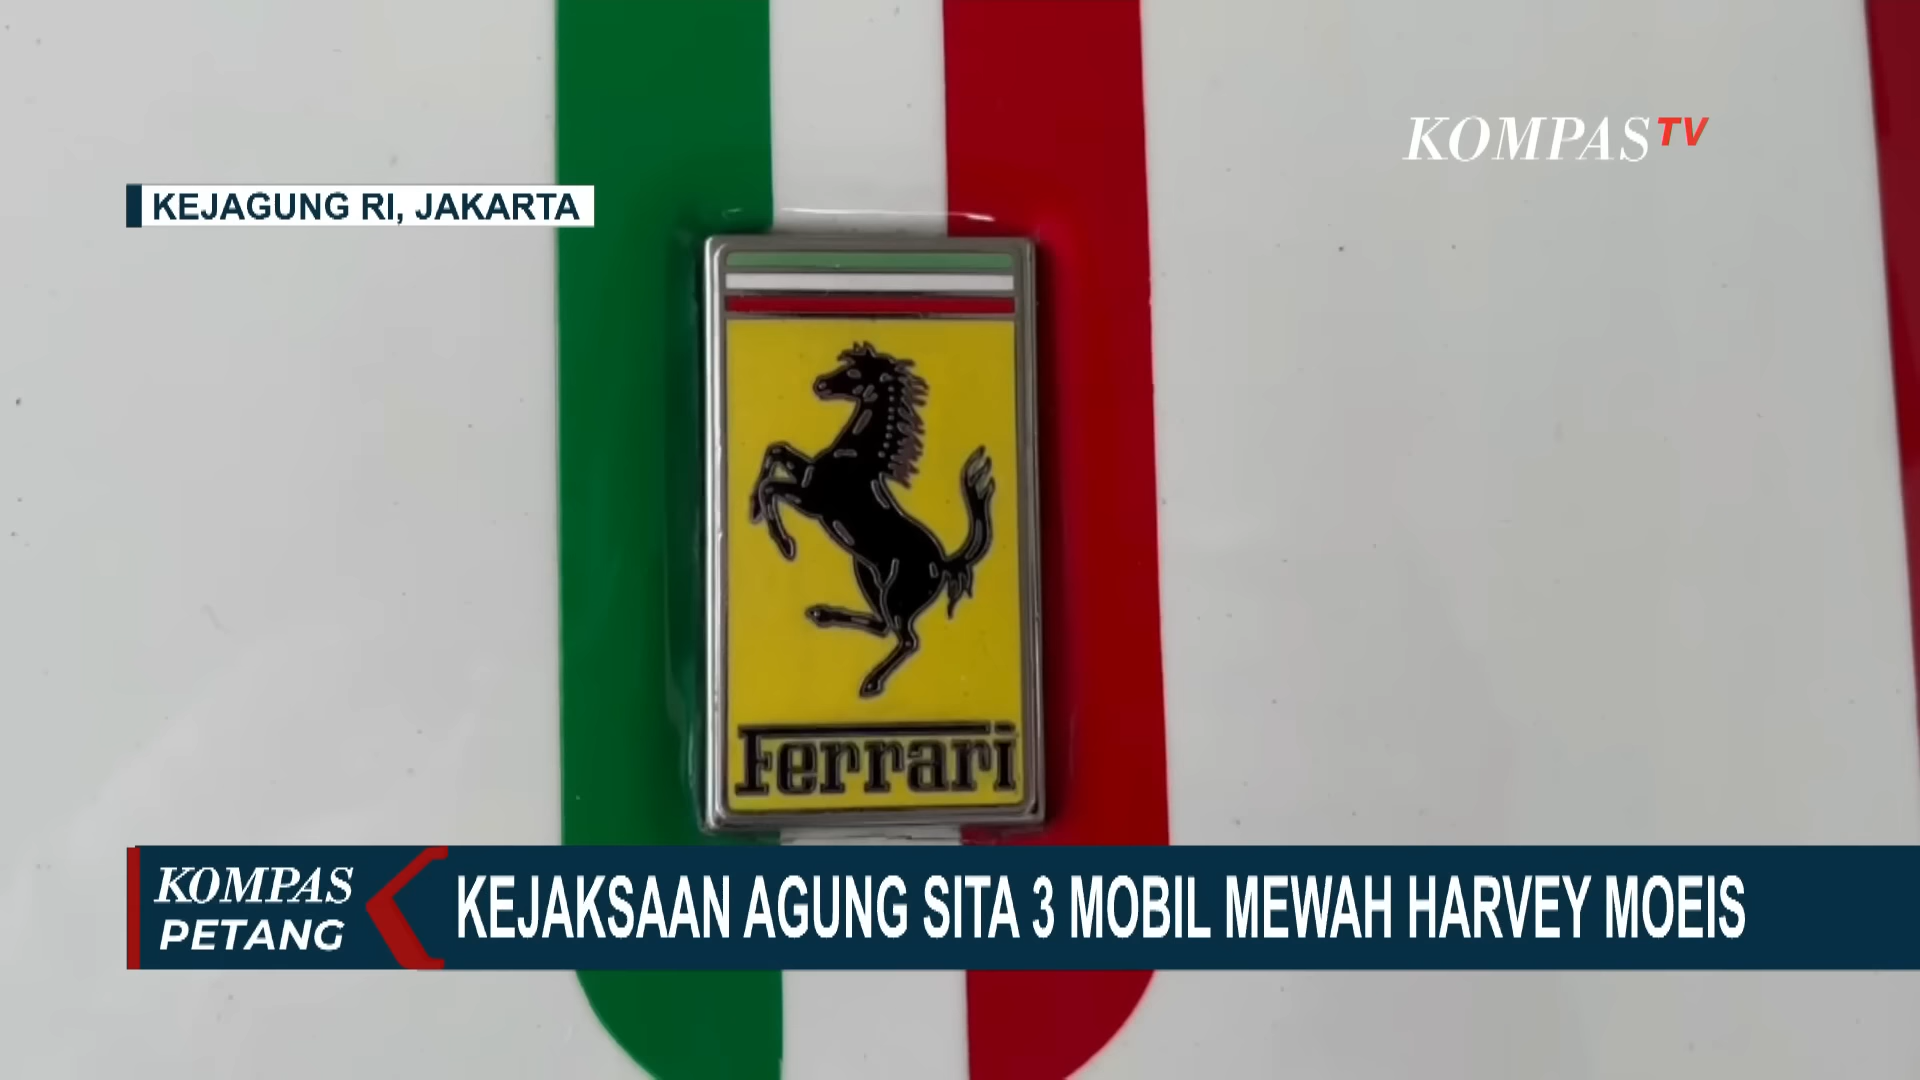 KOMPAS TV
KEJAGUNG RI, JAKARTA
Ferrari
KOMPAS
PETANG
KEJAKSAAN AGUNG SITA 3 MOBIL MEWAH HARVEY MOEIS